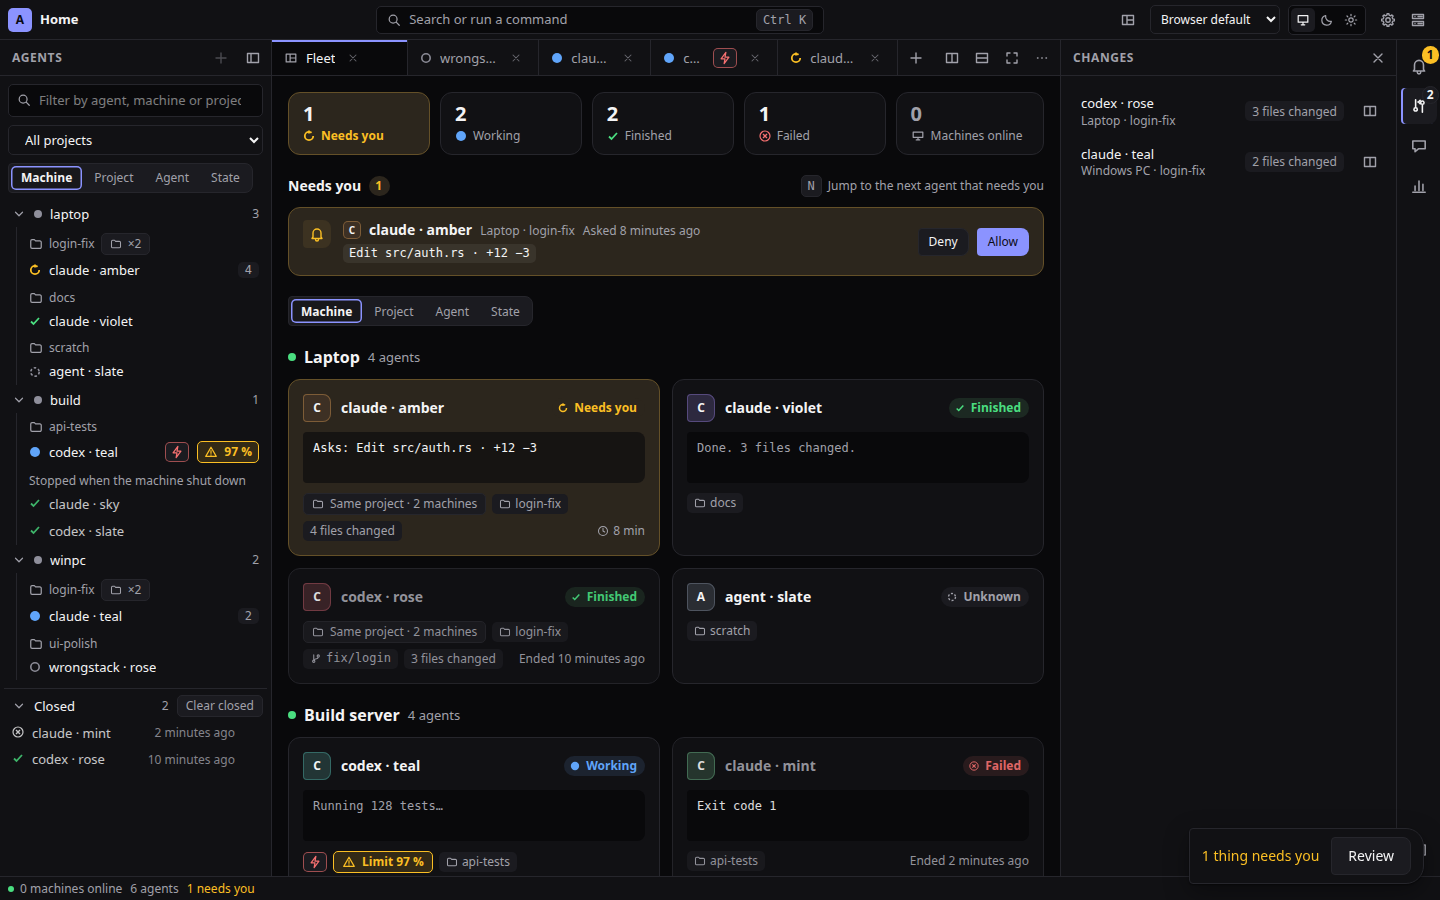 A Home
Search or run a command Ctrl K
Browser default
AGENTS
Filter by agent, machine or projec
All projects
Machine Project Agent State
laptop 3
login-fix ×2
claude · amber 4
docs
claude · violet
scratch
agent · slate
build 1
api-tests
codex · teal 97 %
Stopped when the machine shut down
claude · sky
codex · slate
winpc 2
login-fix ×2
claude · teal 2
ui-polish
wrongstack · rose
Closed 2 Clear closed
claude · mint 2 minutes ago
codex · rose 10 minutes ago
Fleet wrongs... clau... c... claud...
1 Needs you
2 Working
2 Finished
1 Failed
0 Machines online
Needs you 1 N Jump to the next agent that needs you
C claude · amber Laptop · login-fix Asked 8 minutes ago
Edit src/auth.rs · +12 −3
Deny Allow
Machine Project Agent State
Laptop 4 agents
C claude · amber Needs you
Asks: Edit src/auth.rs · +12 −3
Same project · 2 machines login-fix
4 files changed 8 min
C claude · violet Finished
Done. 3 files changed.
docs
C codex · rose Finished
Same project · 2 machines login-fix
fix/login 3 files changed Ended 10 minutes ago
A agent · slate Unknown
scratch
Build server 4 agents
C codex · teal Working
Running 128 tests…
Limit 97 % api-tests
C claude · mint Failed
Exit code 1
api-tests Ended 2 minutes ago
CHANGES
codex · rose 3 files changed
Laptop · login-fix
claude · teal 2 files changed
Windows PC · login-fix
1
2
1 thing needs you Review
0 machines online 6 agents 1 needs you